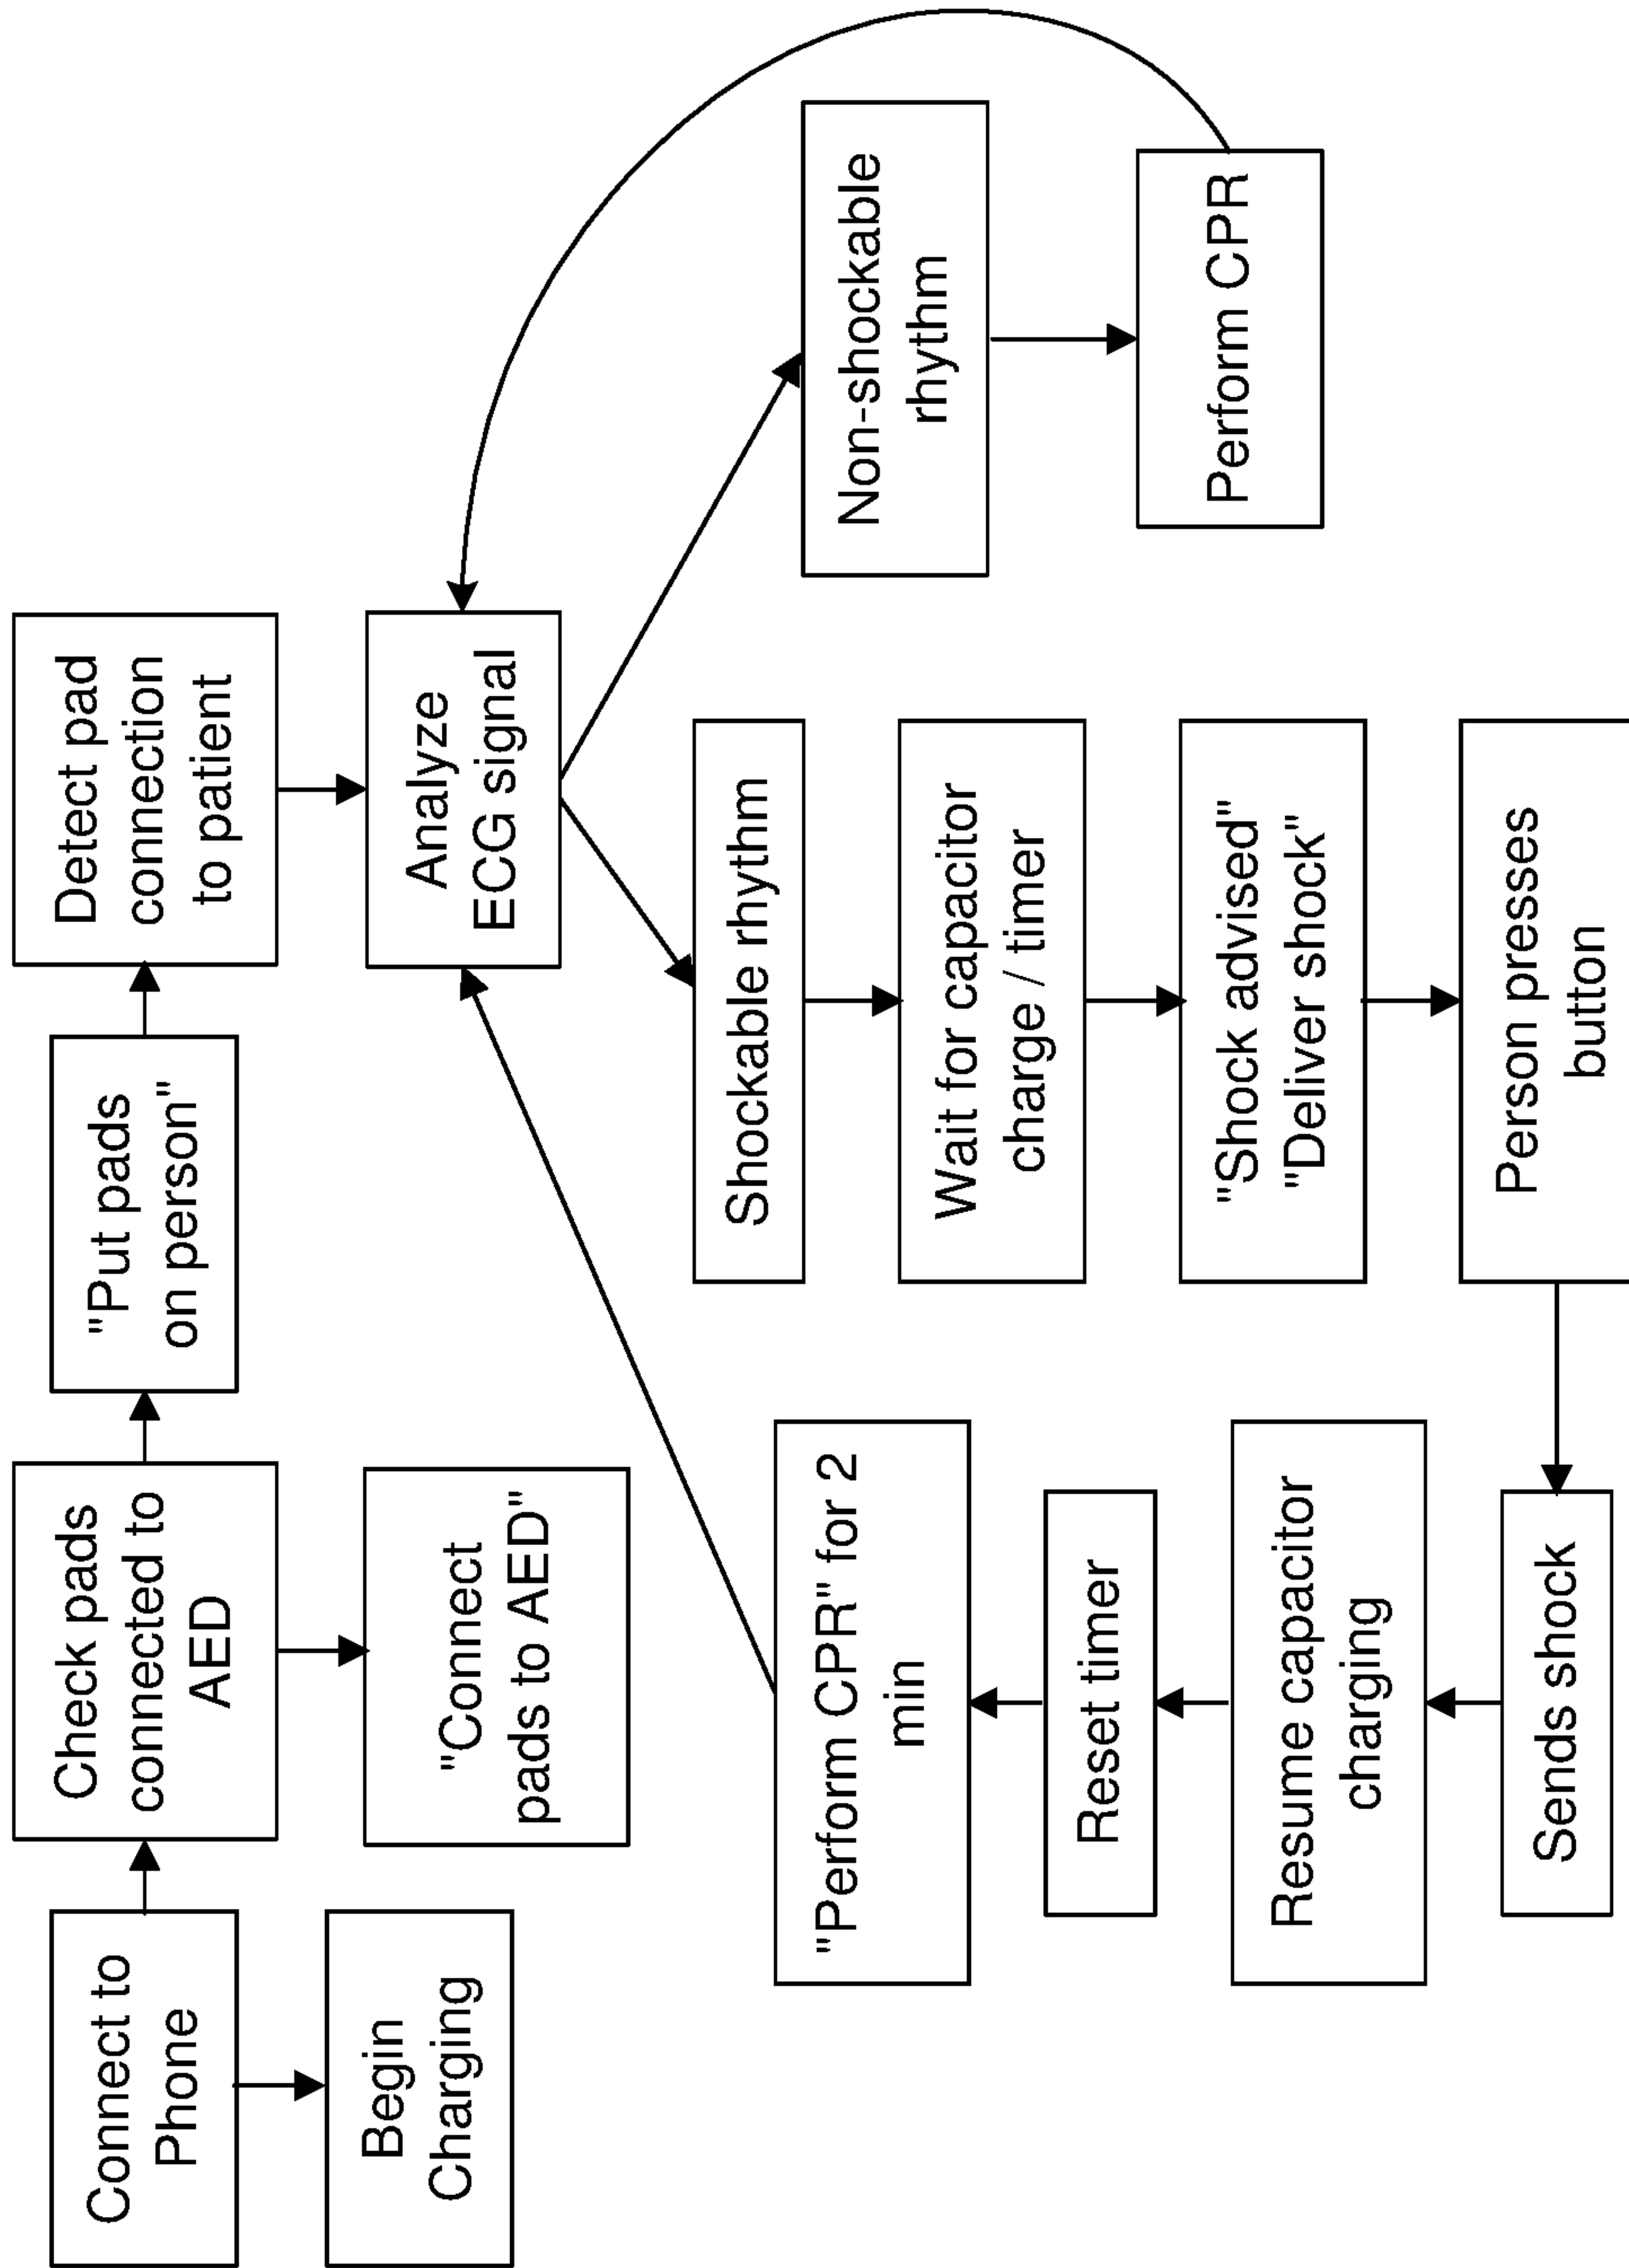 Connect to
Phone
Begin
Charging
Check pads
connected to
AED
"Connect
pads to AED"
"Put pads
on person"
Detect pad
connection
to patient
Analyze
ECG signal
Non-shockable
rhythm
Perform CPR
Shockable rhythm
Wait for capacitor
charge / timer
"Shock advised"
"Deliver shock"
Person presses
button
Sends shock
Resume capacitor
charging
Reset timer
"Perform CPR" for 2
min